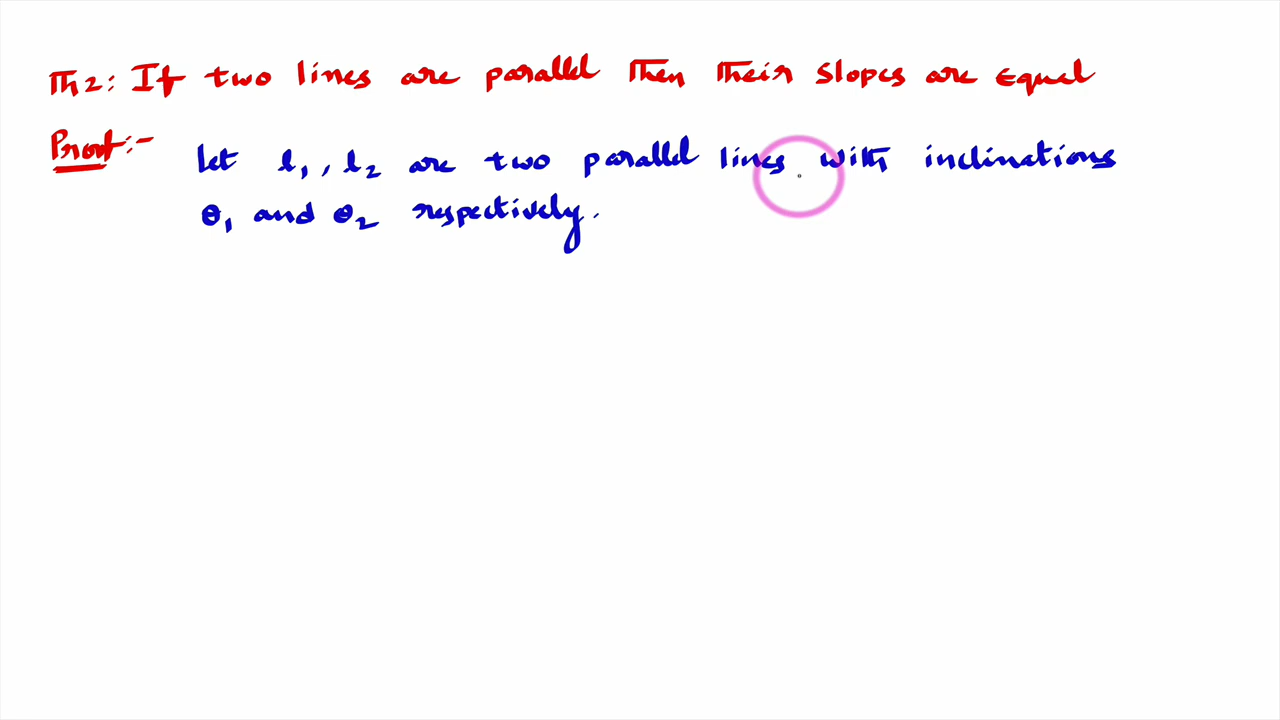 Th 2: If two lines are parallel then their slopes are equal
Proof:-
Let l₁, l₂ are two parallel lines with inclinations
θ₁ and θ₂ respectively.